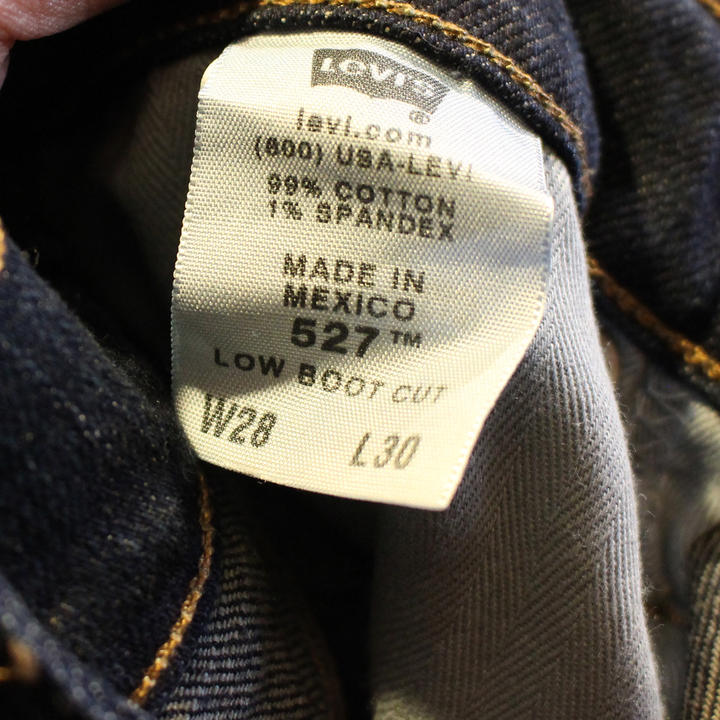 LEVI'S
®
levi.com
(800) USA-LEVI
99% COTTON
1% SPANDEX
MADE IN
MEXICO
527™
LOW BOOT CUT
W28 L30